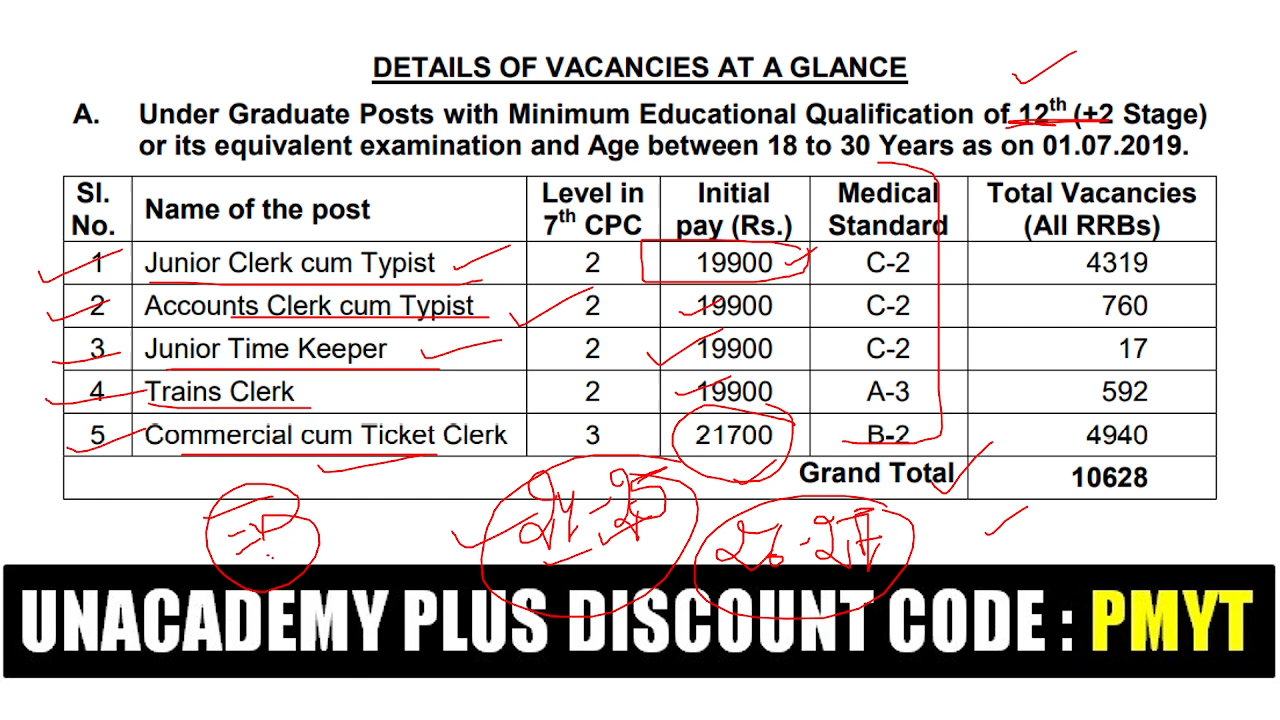 DETAILS OF VACANCIES AT A GLANCE
A. Under Graduate Posts with Minimum Educational Qualification of 12th (+2 Stage)
or its equivalent examination and Age between 18 to 30 Years as on 01.07.2019.
Sl. No. Name of the post Level in 7th CPC Initial pay (Rs.) Medical Standard Total Vacancies (All RRBs)
1 Junior Clerk cum Typist 2 19900 C-2 4319
2 Accounts Clerk cum Typist 2 19900 C-2 760
3 Junior Time Keeper 2 19900 C-2 17
4 Trains Clerk 2 19900 A-3 592
5 Commercial cum Ticket Clerk 3 21700 B-2 4940
Grand Total 10628
24-25
26-27
UNACADEMY PLUS DISCOUNT CODE : PMYT